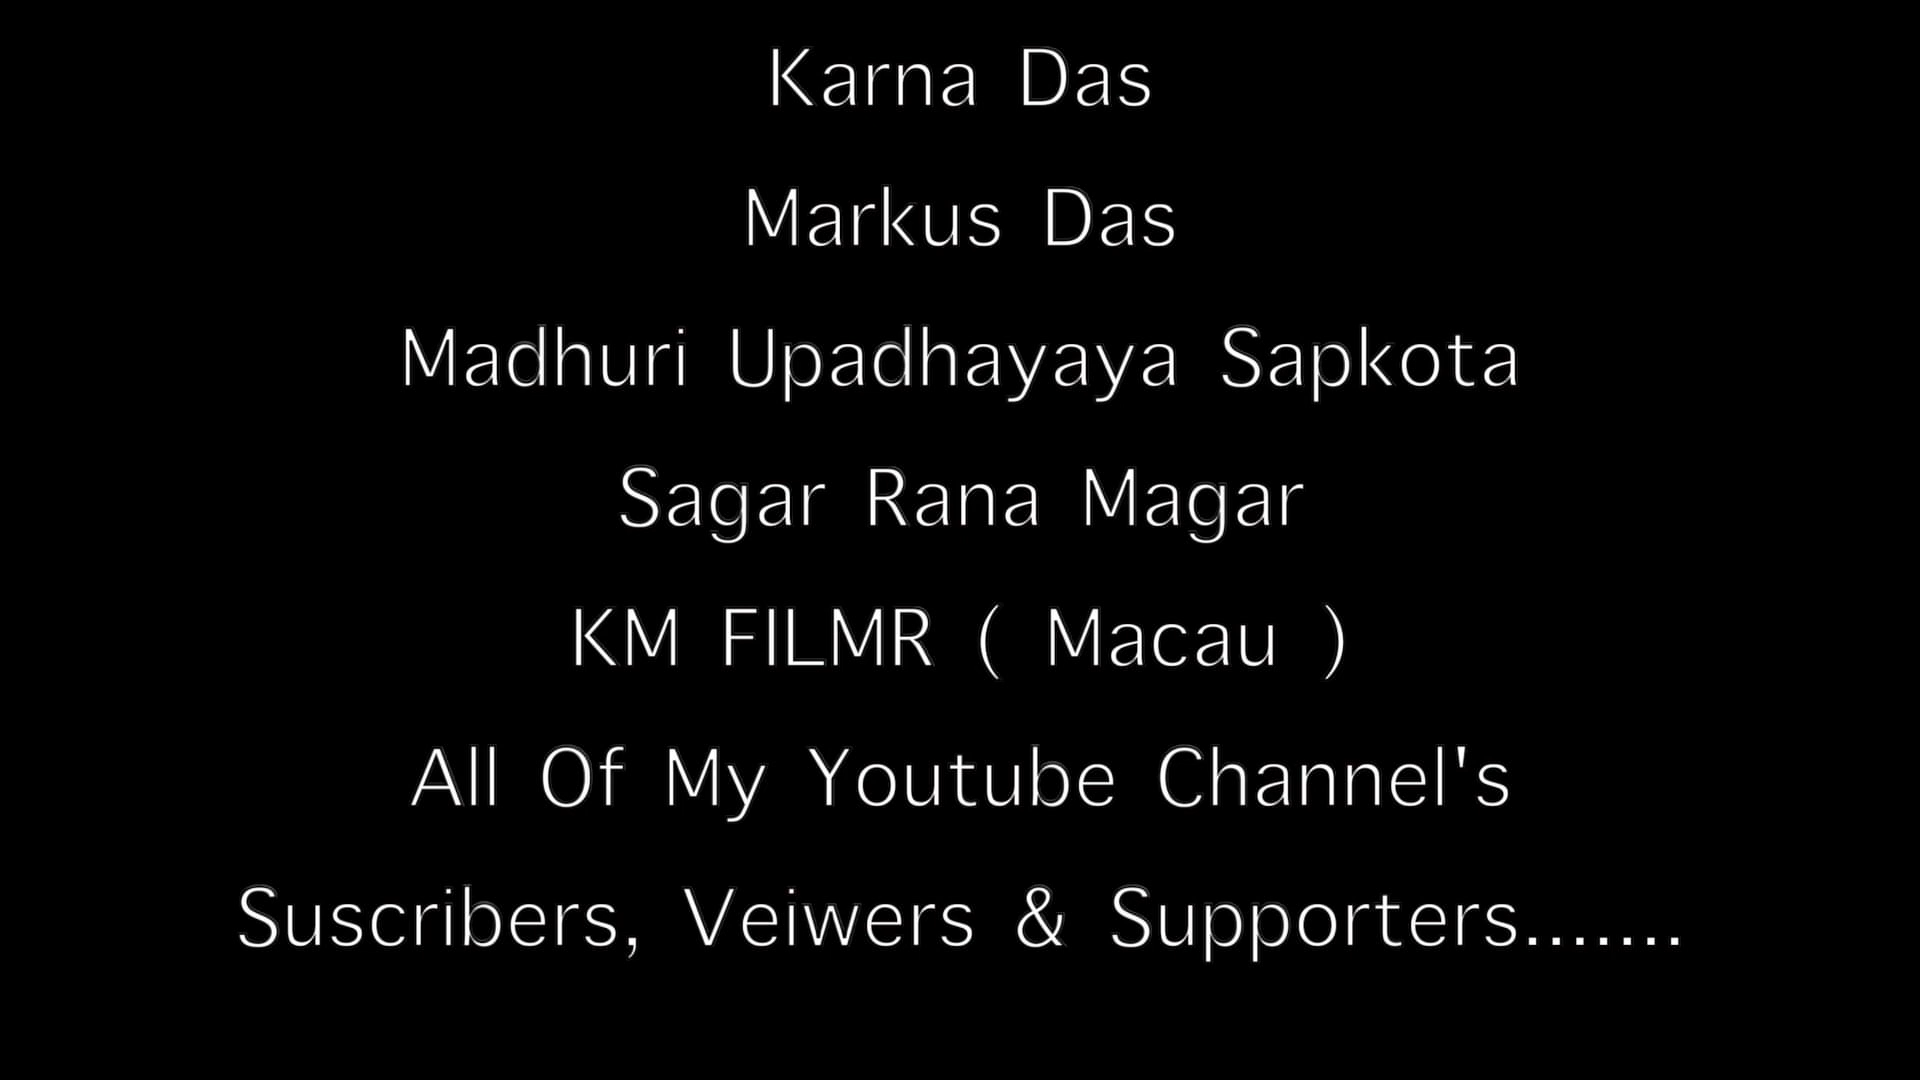 Karna Das
Markus Das
Madhuri Upadhayaya Sapkota
Sagar Rana Magar
KM FILMR ( Macau )
All Of My Youtube Channel's
Suscribers, Veiwers & Supporters.......